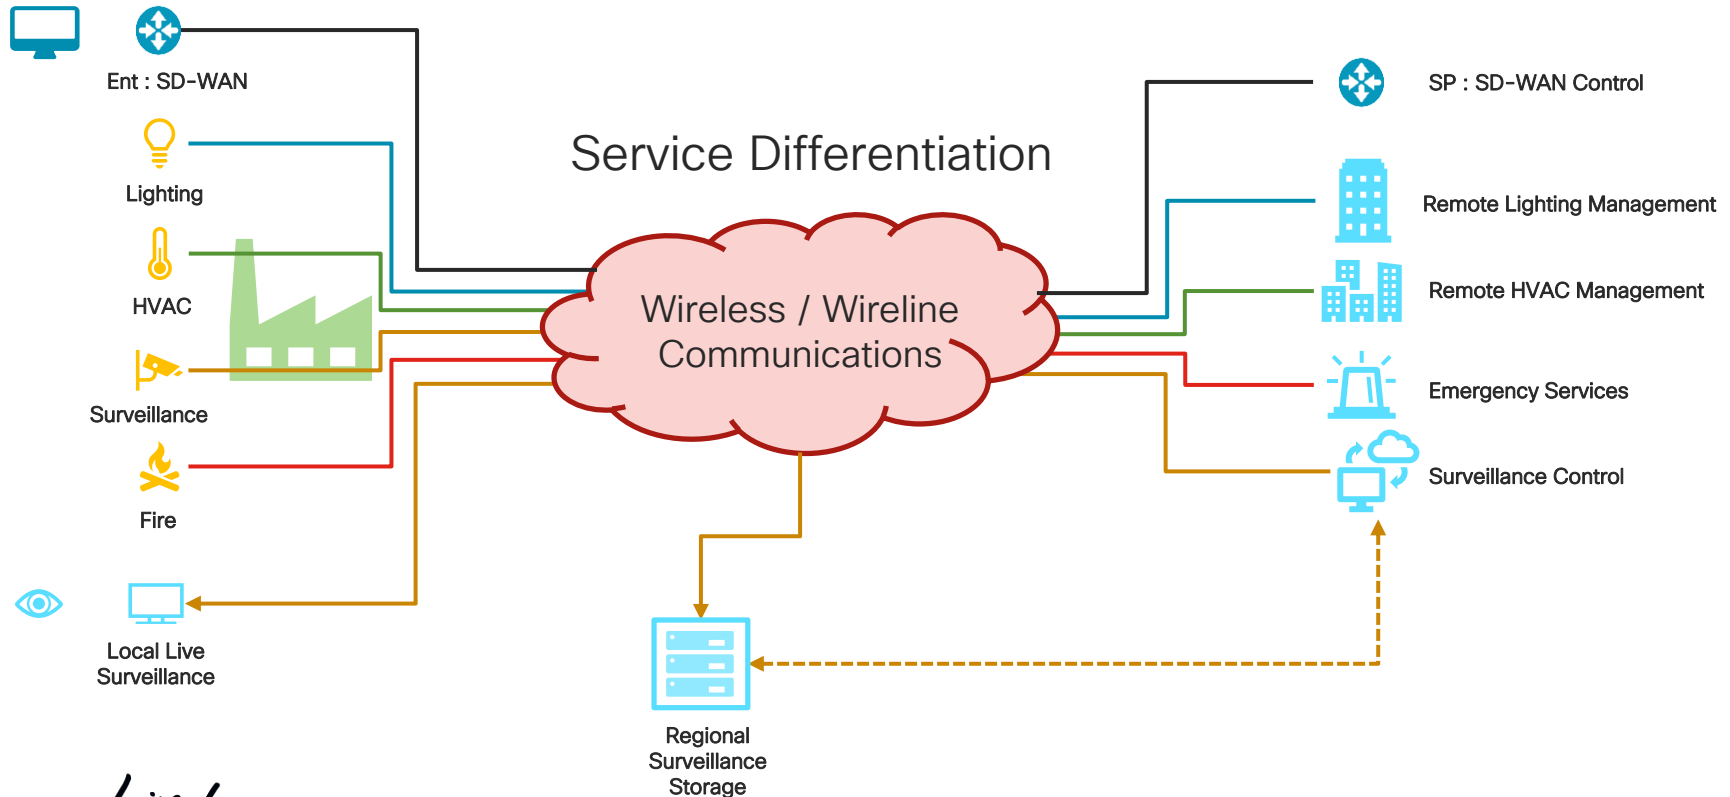 Ent : SD-WAN
SP : SD-WAN Control
Service Differentiation
Lighting
Remote Lighting Management
HVAC
Wireless / Wireline
Communications
Remote HVAC Management
Surveillance
Emergency Services
Surveillance Control
Fire
Local Live
Surveillance
Regional
Surveillance
Storage